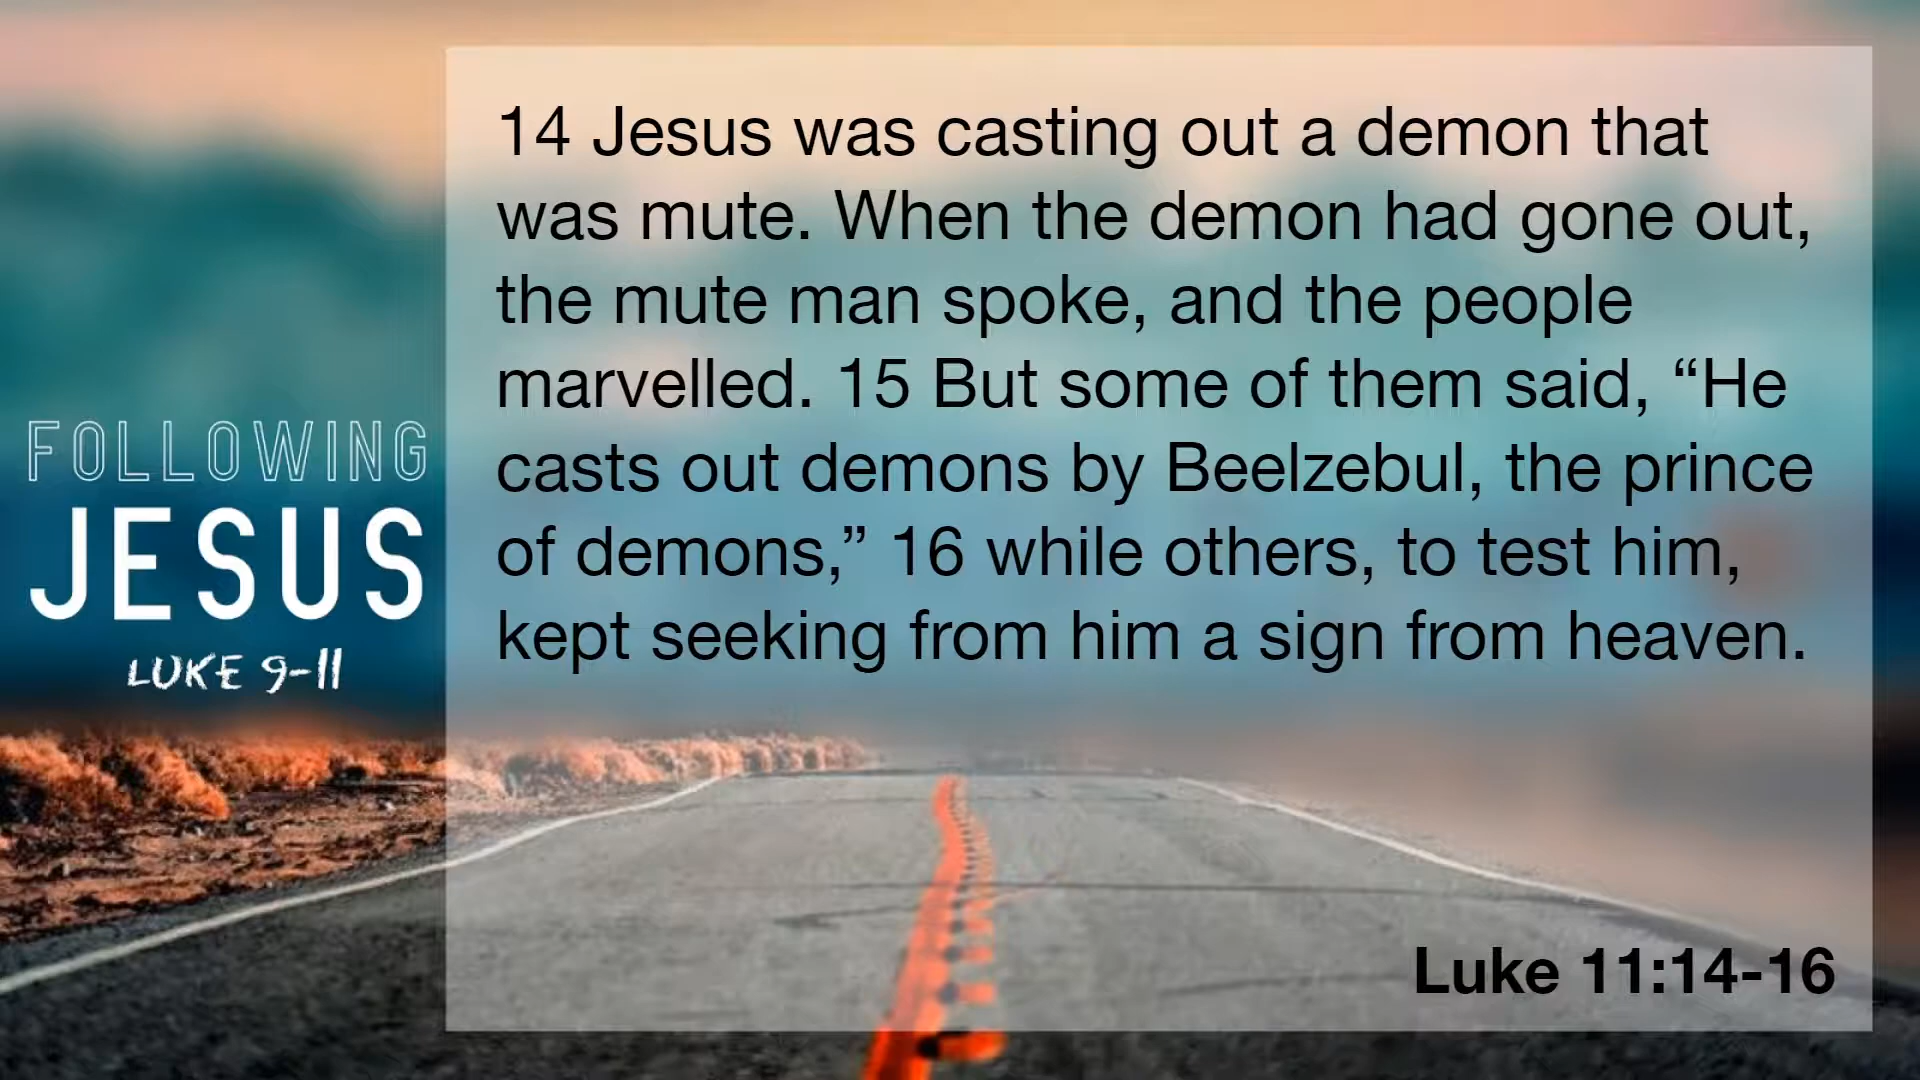 FOLLOWING
JESUS
LUKE 9-11
14 Jesus was casting out a demon that
was mute. When the demon had gone out,
the mute man spoke, and the people
marvelled. 15 But some of them said, “He
casts out demons by Beelzebul, the prince
of demons,” 16 while others, to test him,
kept seeking from him a sign from heaven.
Luke 11:14-16